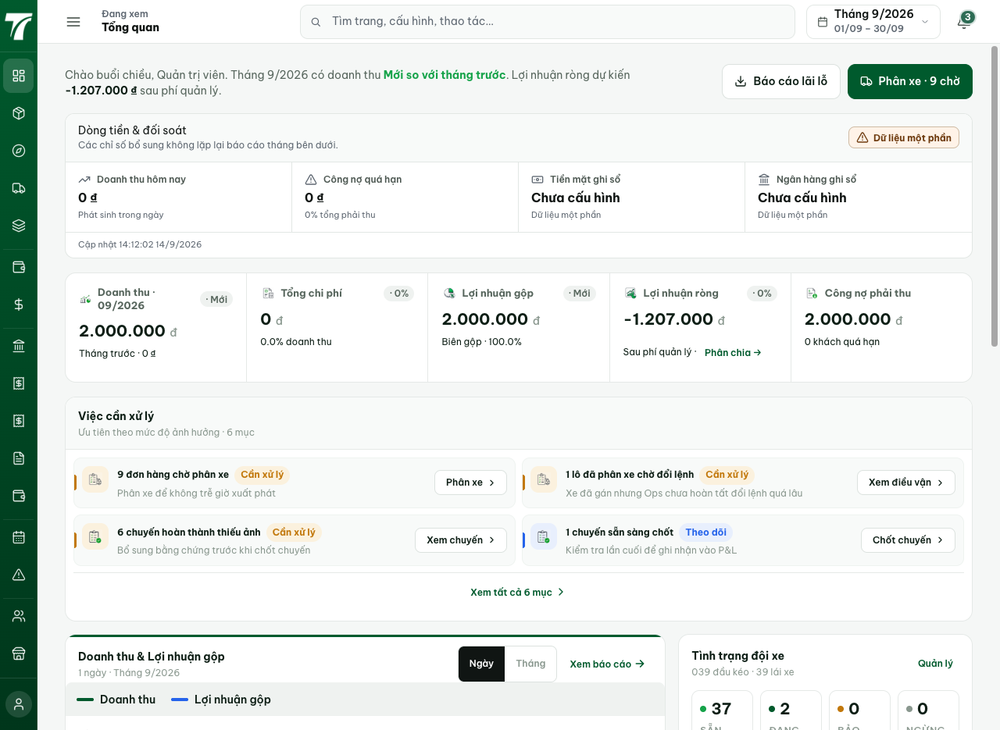 Đang xem
Tổng quan
Tìm trang, cấu hình, thao tác...
Tháng 9/2026
01/09 – 30/09
3
Chào buổi chiều, Quản trị viên. Tháng 9/2026 có doanh thu Mới so với tháng trước. Lợi nhuận ròng dự kiến
-1.207.000 ₫ sau phí quản lý.
Báo cáo lãi lỗ
Phân xe · 9 chờ
Dòng tiền & đối soát
Các chỉ số bổ sung không lặp lại báo cáo tháng bên dưới.
Dữ liệu một phần
Doanh thu hôm nay
0 ₫
Phát sinh trong ngày
Công nợ quá hạn
0 ₫
0% tổng phải thu
Tiền mặt ghi sổ
Chưa cấu hình
Dữ liệu một phần
Ngân hàng ghi sổ
Chưa cấu hình
Dữ liệu một phần
Cập nhật 14:12:02 14/9/2026
Doanh thu ·
09/2026
· Mới
2.000.000 đ
Tháng trước · 0 ₫
Tổng chi phí
· 0%
0 đ
0.0% doanh thu
Lợi nhuận gộp
· Mới
2.000.000 đ
Biên gộp · 100.0%
Lợi nhuận ròng
· 0%
-1.207.000 đ
Sau phí quản lý · Phân chia →
Công nợ phải thu
2.000.000 đ
0 khách quá hạn
Việc cần xử lý
Ưu tiên theo mức độ ảnh hưởng · 6 mục
9 đơn hàng chờ phân xe Cần xử lý
Phân xe để không trễ giờ xuất phát
Phân xe
1 lô đã phân xe chờ đổi lệnh Cần xử lý
Xe đã gán nhưng Ops chưa hoàn tất đổi lệnh quá lâu
Xem điều vận
6 chuyến hoàn thành thiếu ảnh Cần xử lý
Bổ sung bằng chứng trước khi chốt chuyến
Xem chuyến
1 chuyến sẵn sàng chốt Theo dõi
Kiểm tra lần cuối để ghi nhận vào P&L
Chốt chuyến
Xem tất cả 6 mục
Doanh thu & Lợi nhuận gộp
1 ngày · Tháng 9/2026
Ngày
Tháng
Xem báo cáo →
Doanh thu
Lợi nhuận gộp
Tình trạng đội xe
039 đầu kéo · 39 lái xe
Quản lý
37
2
0
0
SẴN
ĐANG
BẢO
NGỪNG